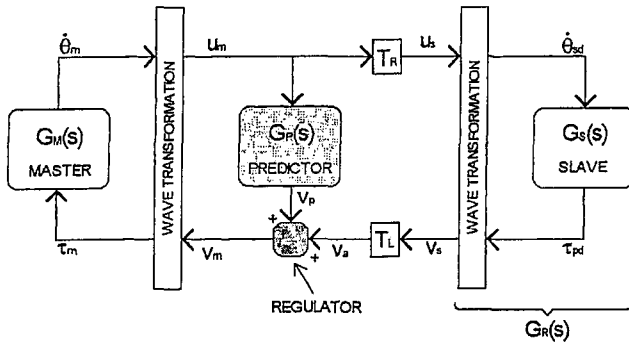 θ̇m
um
TR
us
θ̇sd
WAVE TRANSFORMATION
GM(s)
MASTER
GP(s)
PREDICTOR
WAVE TRANSFORMATION
GS(s)
SLAVE
vp
+
+
τm
vm
va
TL
vs
τpd
REGULATOR
GR(s)